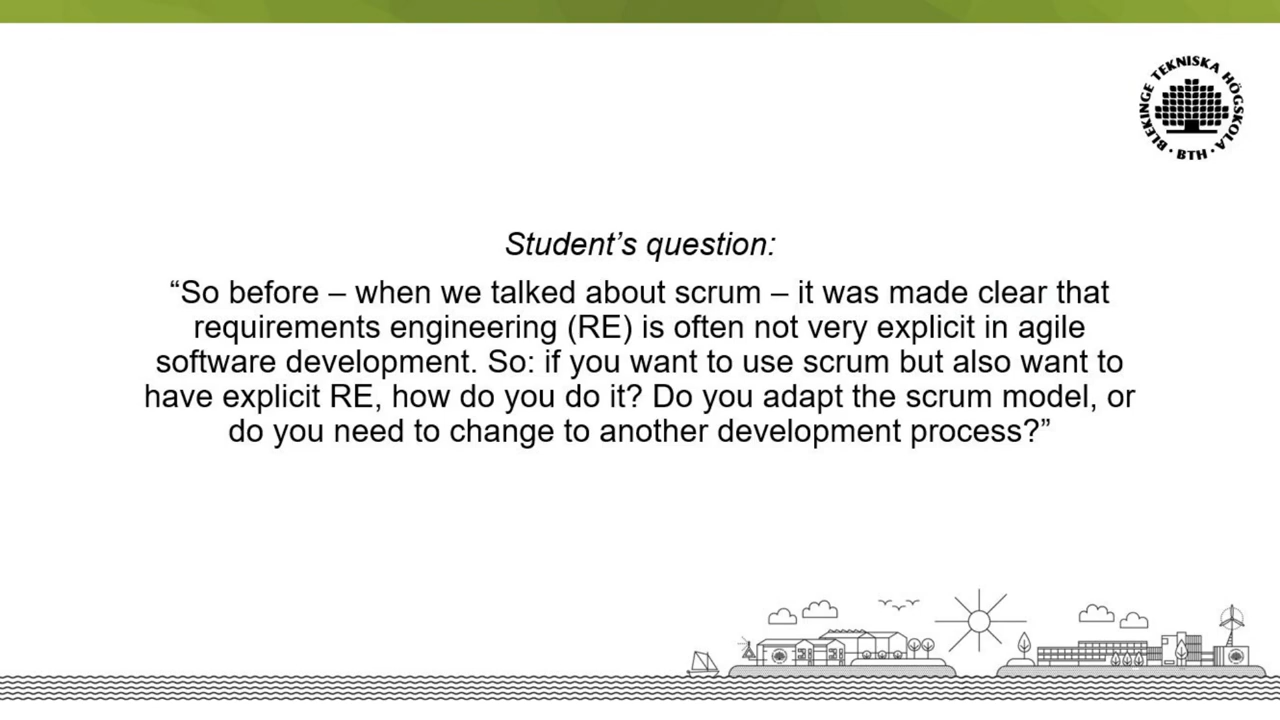 BLEKINGE TEKNISKA HÖGSKOLA
· BTH ·
Student’s question:
“So before – when we talked about scrum – it was made clear that
requirements engineering (RE) is often not very explicit in agile
software development. So: if you want to use scrum but also want to
have explicit RE, how do you do it? Do you adapt the scrum model, or
do you need to change to another development process?”